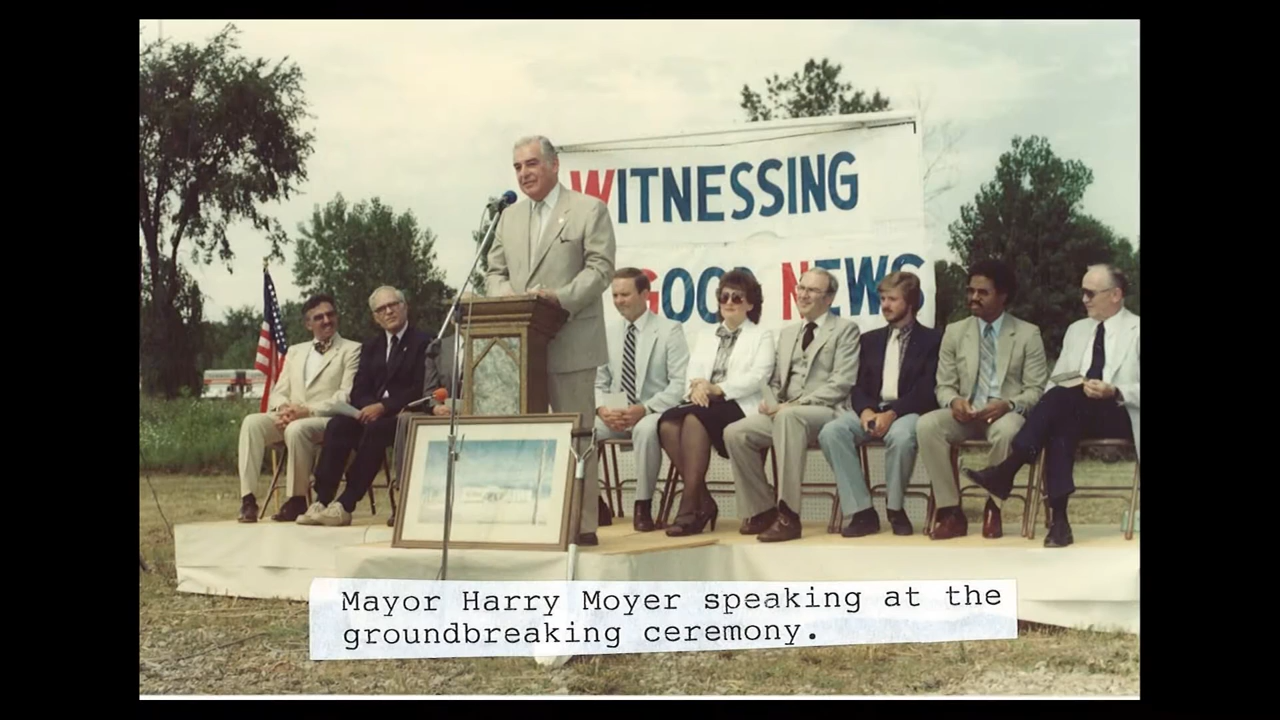 WITNESSING
GOOD NEWS
Mayor Harry Moyer speaking at the
groundbreaking ceremony.